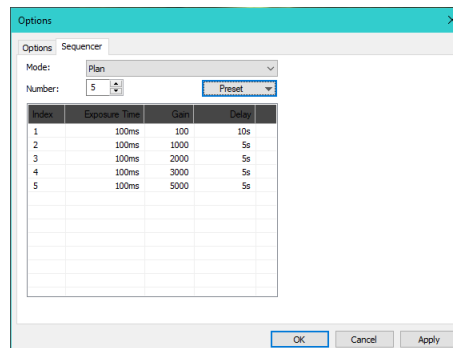 Options
Options Sequencer
Mode: Plan
Number: 5 Preset
Index Exposure Time Gain Delay
1 100ms 100 10s
2 100ms 1000 5s
3 100ms 2000 5s
4 100ms 3000 5s
5 100ms 5000 5s
OK Cancel Apply